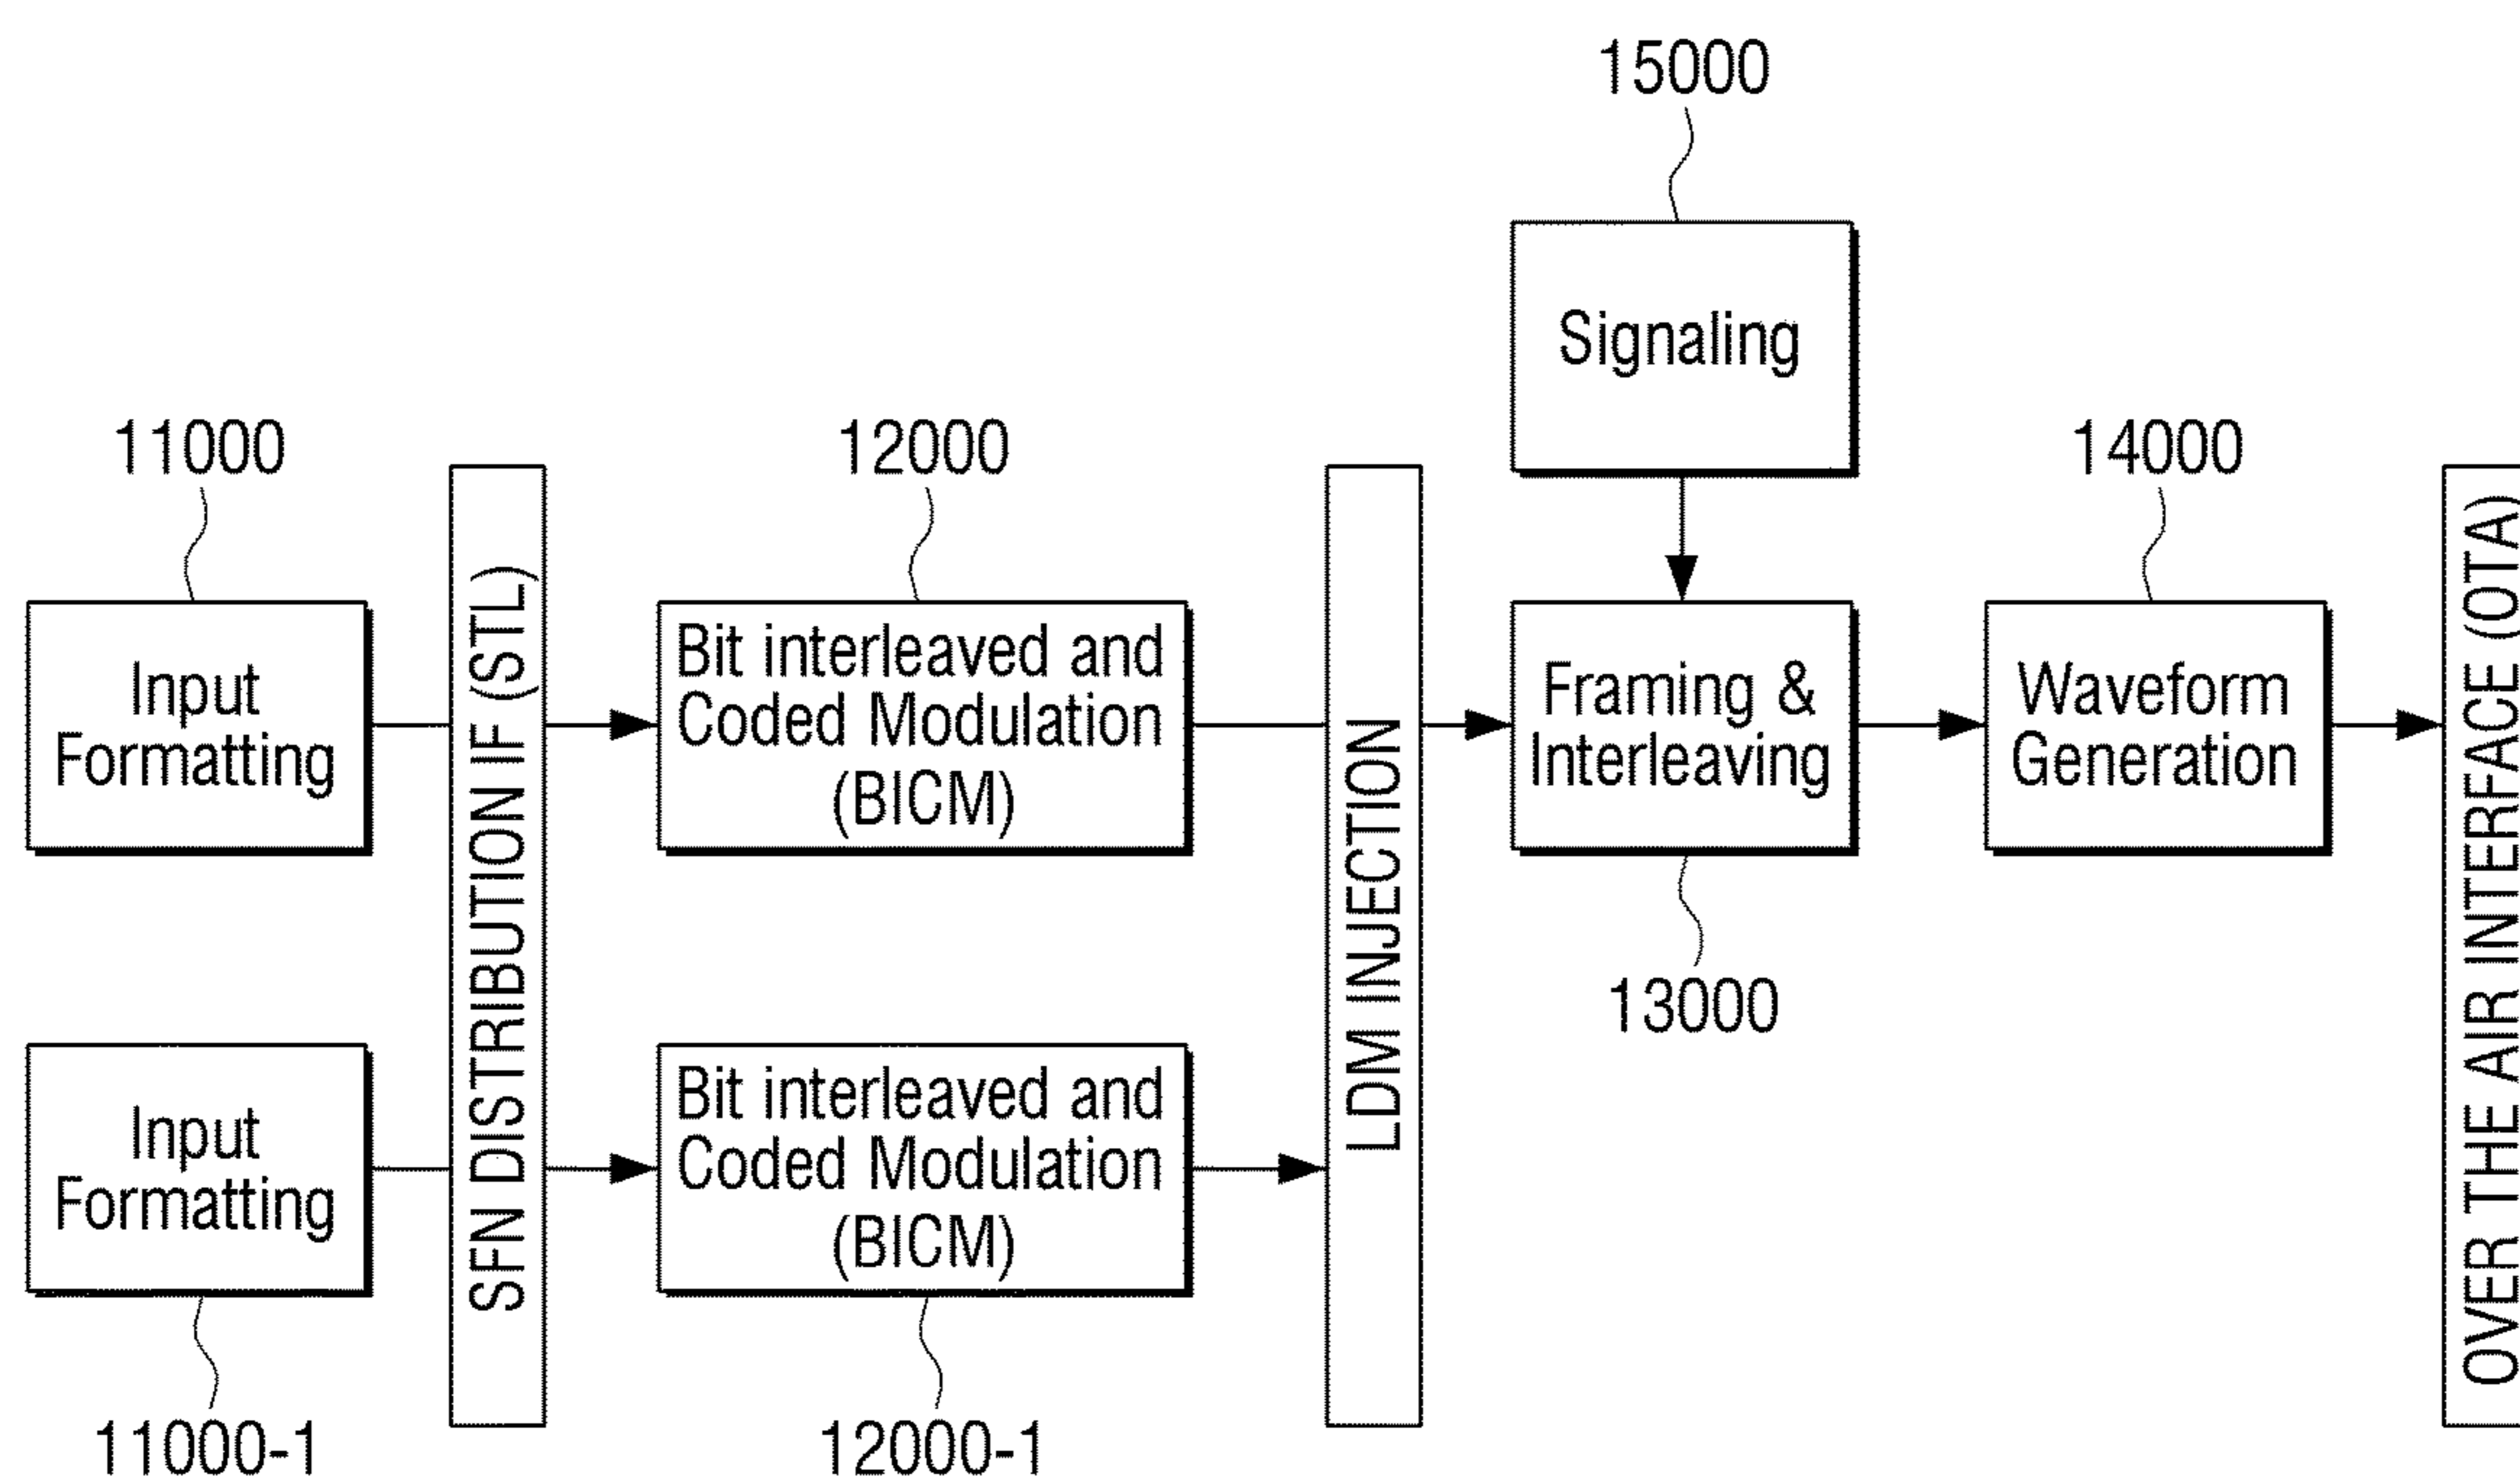 15000
Signaling
11000
12000
14000
Input
Formatting
SFN DISTRIBUTION IF (STL)
Bit interleaved and
Coded Modulation
(BICM)
LDM INJECTION
Framing &
Interleaving
Waveform
Generation
OVER THE AIR INTERFACE (OTA)
13000
Input
Formatting
Bit interleaved and
Coded Modulation
(BICM)
11000-1
12000-1